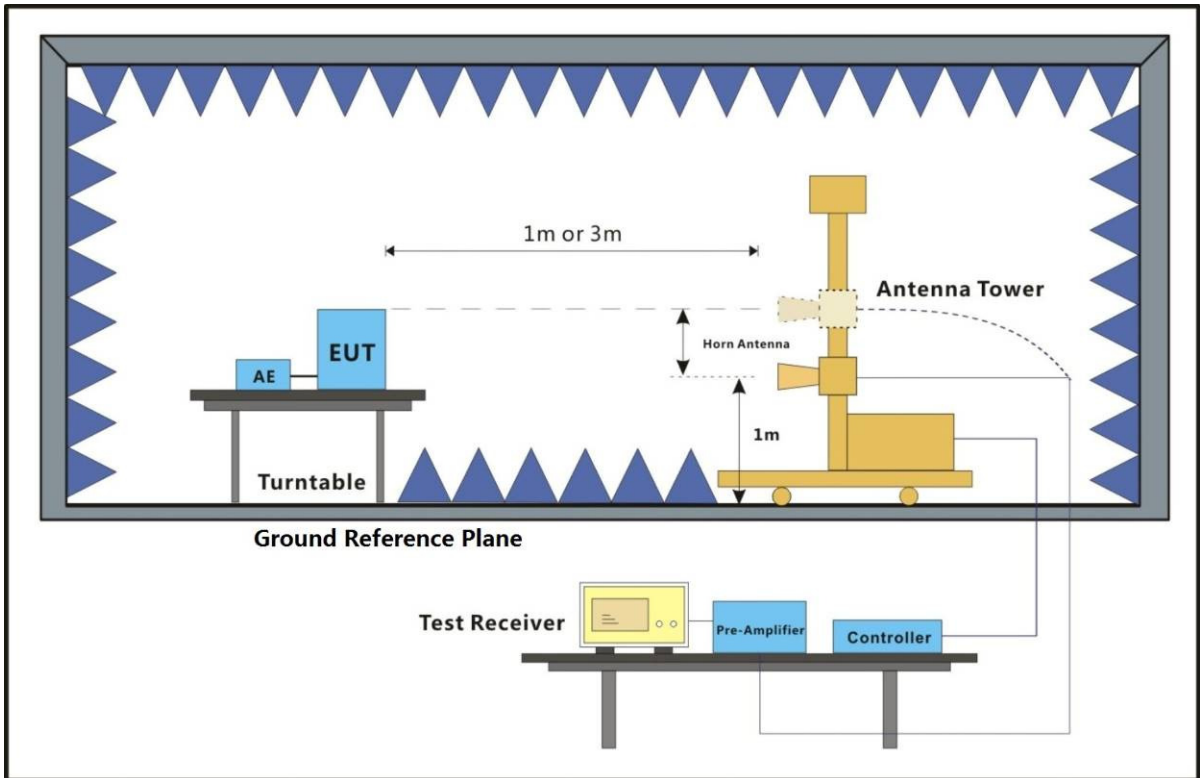 1m or 3m
Antenna Tower
Horn Antenna
EUT
AE
1m
Turntable
Ground Reference Plane
Test Receiver
Pre-Amplifier
Controller